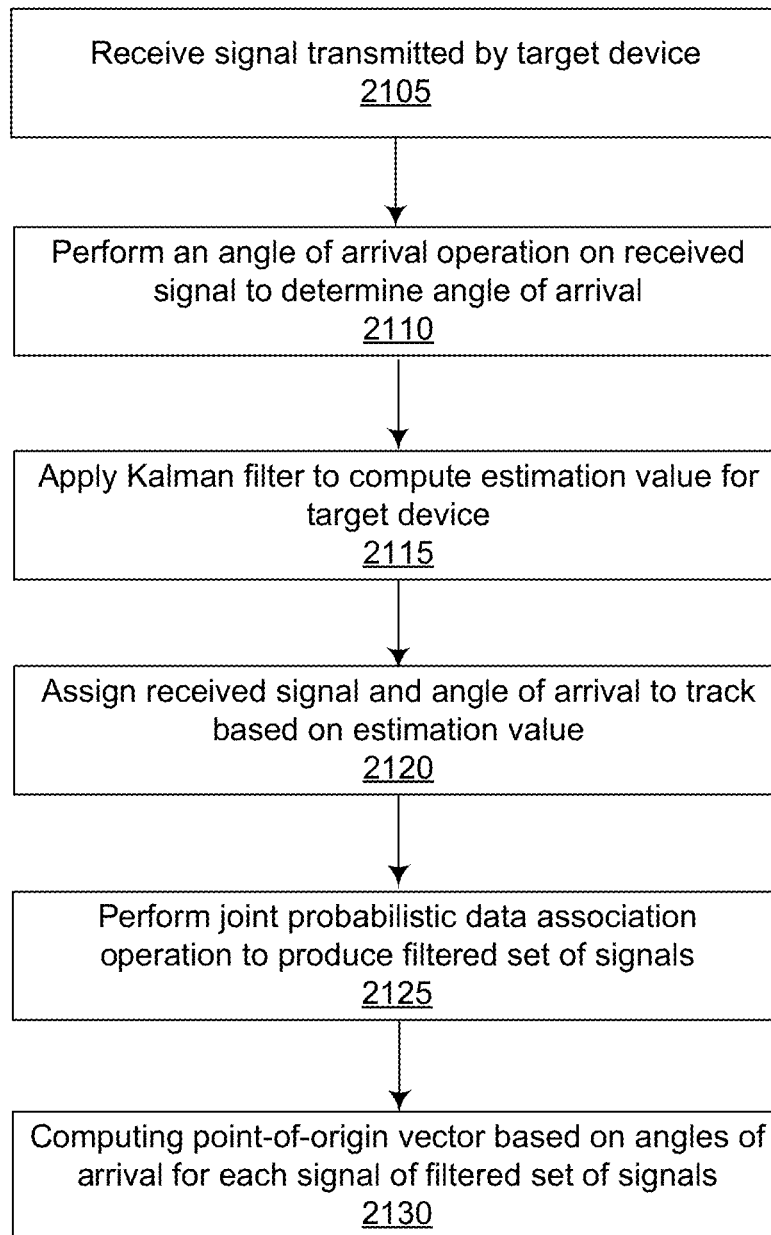 Receive signal transmitted by target device
2105
Perform an angle of arrival operation on received
signal to determine angle of arrival
2110
Apply Kalman filter to compute estimation value for
target device
2115
Assign received signal and angle of arrival to track
based on estimation value
2120
Perform joint probabilistic data association
operation to produce filtered set of signals
2125
Computing point-of-origin vector based on angles of
arrival for each signal of filtered set of signals
2130